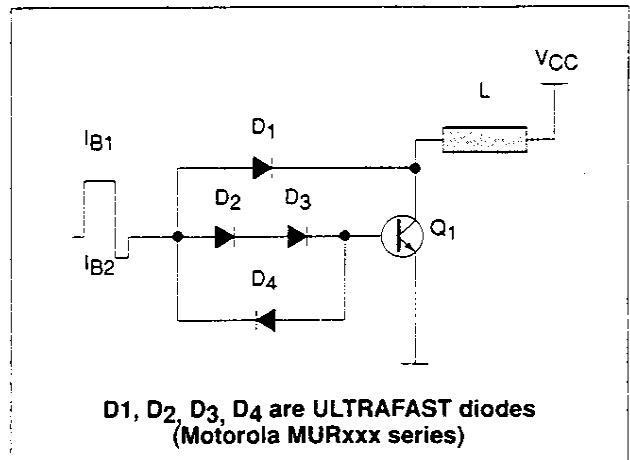 VCC
L
IB1
D1
D2 D3
Q1
IB2
D4
D1, D2, D3, D4 are ULTRAFAST diodes
(Motorola MURxxx series)